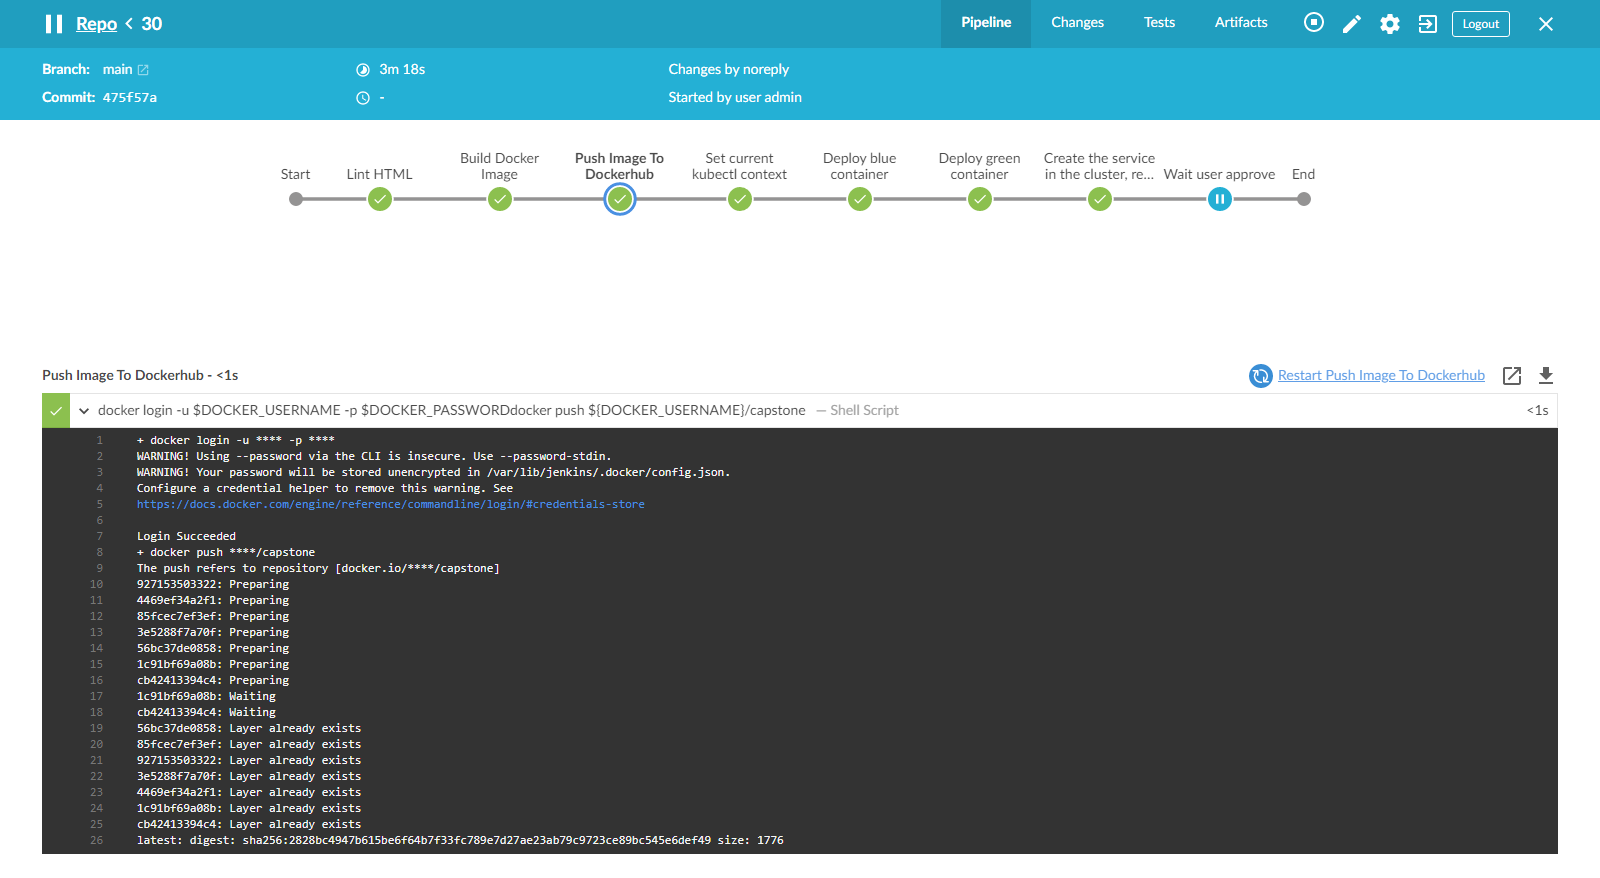 Repo < 30
Pipeline
Changes
Tests
Artifacts
Logout
Branch: main
3m 18s
Changes by noreply
Commit: 475f57a
-
Started by user admin
Start
Lint HTML
Build Docker
Image
Push Image To
Dockerhub
Set current
kubectl context
Deploy blue
container
Deploy green
container
Create the service
in the cluster, re...
Wait user approve
End
Push Image To Dockerhub - <1s
Restart Push Image To Dockerhub
docker login -u $DOCKER_USERNAME -p $DOCKER_PASSWORDdocker push ${DOCKER_USERNAME}/capstone — Shell Script
<1s
1 + docker login -u **** -p ****
2 WARNING! Using --password via the CLI is insecure. Use --password-stdin.
3 WARNING! Your password will be stored unencrypted in /var/lib/jenkins/.docker/config.json.
4 Configure a credential helper to remove this warning. See
5 https://docs.docker.com/engine/reference/commandline/login/#credentials-store
6
7 Login Succeeded
8 + docker push ****/capstone
9 The push refers to repository [docker.io/****/capstone]
10 927153503322: Preparing
11 4469ef34a2f1: Preparing
12 85fcec7ef3ef: Preparing
13 3e5288f7a70f: Preparing
14 56bc37de0858: Preparing
15 1c91bf69a08b: Preparing
16 cb42413394c4: Preparing
17 1c91bf69a08b: Waiting
18 cb42413394c4: Waiting
19 56bc37de0858: Layer already exists
20 85fcec7ef3ef: Layer already exists
21 927153503322: Layer already exists
22 3e5288f7a70f: Layer already exists
23 4469ef34a2f1: Layer already exists
24 1c91bf69a08b: Layer already exists
25 cb42413394c4: Layer already exists
26 latest: digest: sha256:2828bc4947b615be6f64b7f33fc789e7d27ae23ab79c9723ce89bc545e6def49 size: 1776